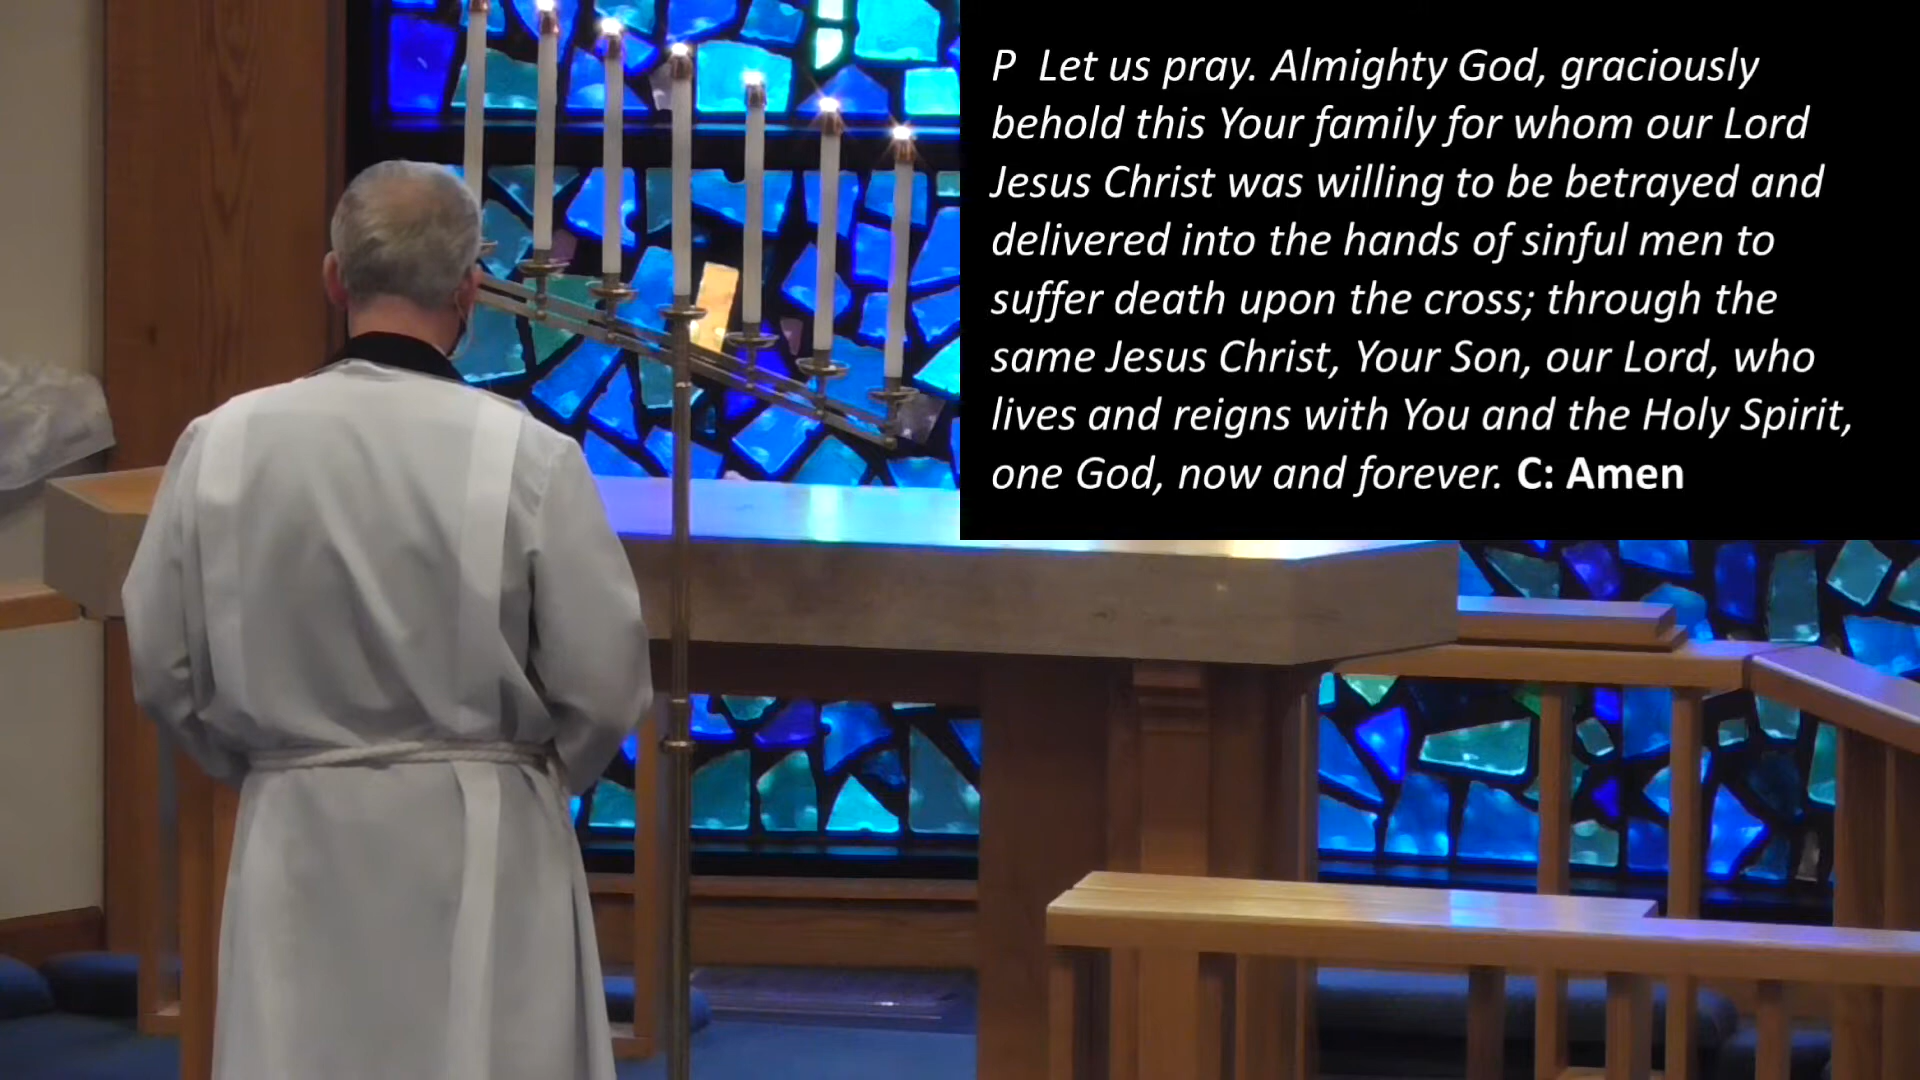 P  Let us pray. Almighty God, graciously
behold this Your family for whom our Lord
Jesus Christ was willing to be betrayed and
delivered into the hands of sinful men to
suffer death upon the cross; through the
same Jesus Christ, Your Son, our Lord, who
lives and reigns with You and the Holy Spirit,
one God, now and forever. C: Amen